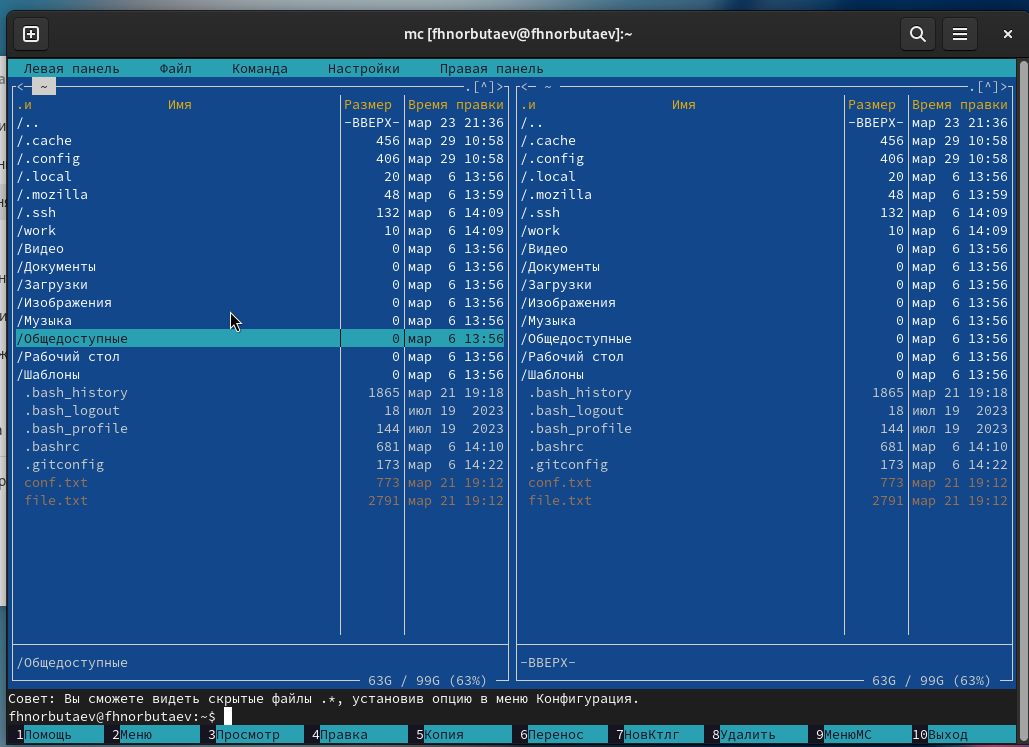 mc [fhnorbutaev@fhnorbutaev]:~
Левая панель Файл Команда Настройки Правая панель
<— ~ .[^]> <— ~ .[^]>
.и Имя Размер Время правки .и Имя Размер Время правки
/.. -ВВЕРХ- мар 23 21:36 /.. -ВВЕРХ- мар 23 21:36
/.cache 456 мар 29 10:58 /.cache 456 мар 29 10:58
/.config 406 мар 29 10:58 /.config 406 мар 29 10:58
/.local 20 мар 6 13:56 /.local 20 мар 6 13:56
/.mozilla 48 мар 6 13:59 /.mozilla 48 мар 6 13:59
/.ssh 132 мар 6 14:09 /.ssh 132 мар 6 14:09
/work 10 мар 6 14:09 /work 10 мар 6 14:09
/Видео 0 мар 6 13:56 /Видео 0 мар 6 13:56
/Документы 0 мар 6 13:56 /Документы 0 мар 6 13:56
/Загрузки 0 мар 6 13:56 /Загрузки 0 мар 6 13:56
/Изображения 0 мар 6 13:56 /Изображения 0 мар 6 13:56
/Музыка 0 мар 6 13:56 /Музыка 0 мар 6 13:56
/Общедоступные 0 мар 6 13:56 /Общедоступные 0 мар 6 13:56
/Рабочий стол 0 мар 6 13:56 /Рабочий стол 0 мар 6 13:56
/Шаблоны 0 мар 6 13:56 /Шаблоны 0 мар 6 13:56
.bash_history 1865 мар 21 19:18 .bash_history 1865 мар 21 19:18
.bash_logout 18 июл 19 2023 .bash_logout 18 июл 19 2023
.bash_profile 144 июл 19 2023 .bash_profile 144 июл 19 2023
.bashrc 681 мар 6 14:10 .bashrc 681 мар 6 14:10
.gitconfig 173 мар 6 14:22 .gitconfig 173 мар 6 14:22
conf.txt 773 мар 21 19:12 conf.txt 773 мар 21 19:12
file.txt 2791 мар 21 19:12 file.txt 2791 мар 21 19:12
/Общедоступные -ВВЕРХ-
63G / 99G (63%) 63G / 99G (63%)
Совет: Вы сможете видеть скрытые файлы .*, установив опцию в меню Конфигурация.
fhnorbutaev@fhnorbutaev:~$
1Помощь 2Меню 3Просмотр 4Правка 5Копия 6Перенос 7НовКтлг 8Удалить 9МенюМС 10Выход